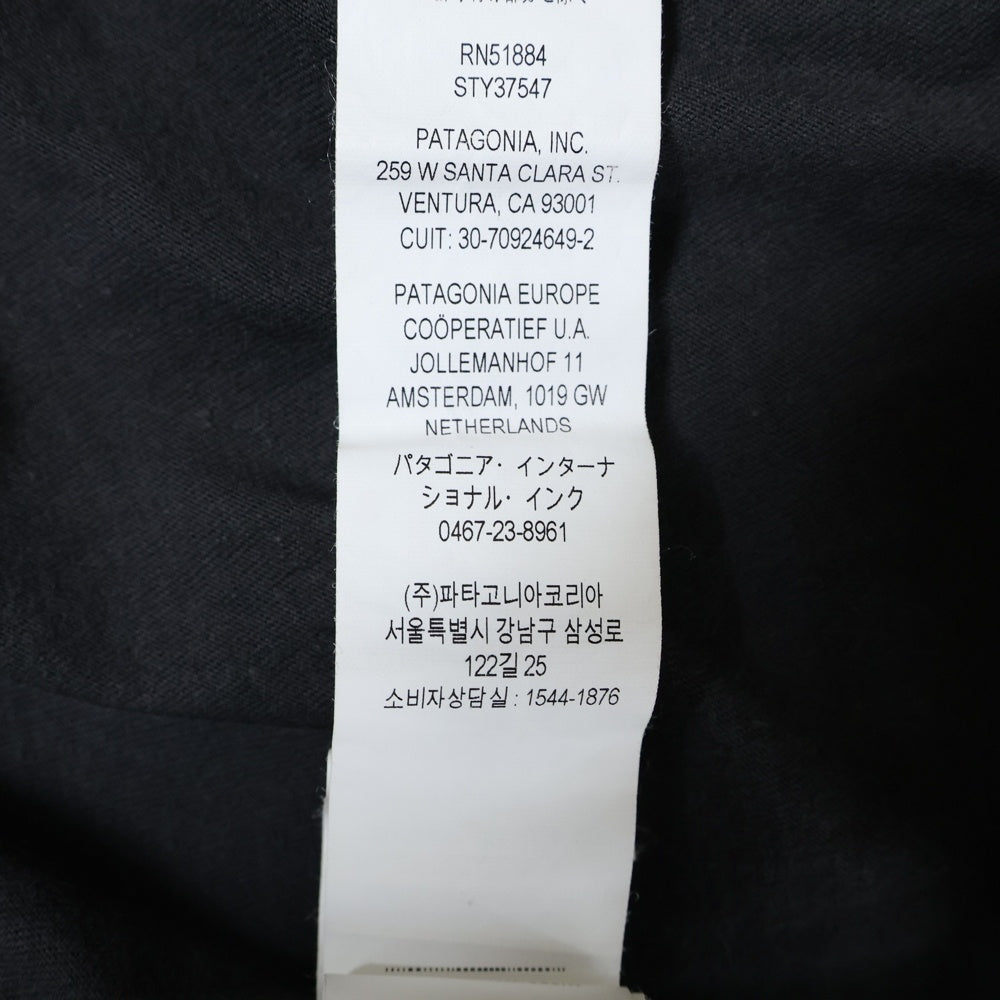 RN51884
STY37547
PATAGONIA, INC.
259 W SANTA CLARA ST.
VENTURA, CA 93001
CUIT: 30-70924649-2
PATAGONIA EUROPE
COÖPERATIEF U.A.
JOLLEMANHOF 11
AMSTERDAM, 1019 GW
NETHERLANDS
パタゴニア・インターナ
ショナル・インク
0467-23-8961
(주)파타고니아코리아
서울특별시 강남구 삼성로
122길 25
소비자상담실 : 1544-1876